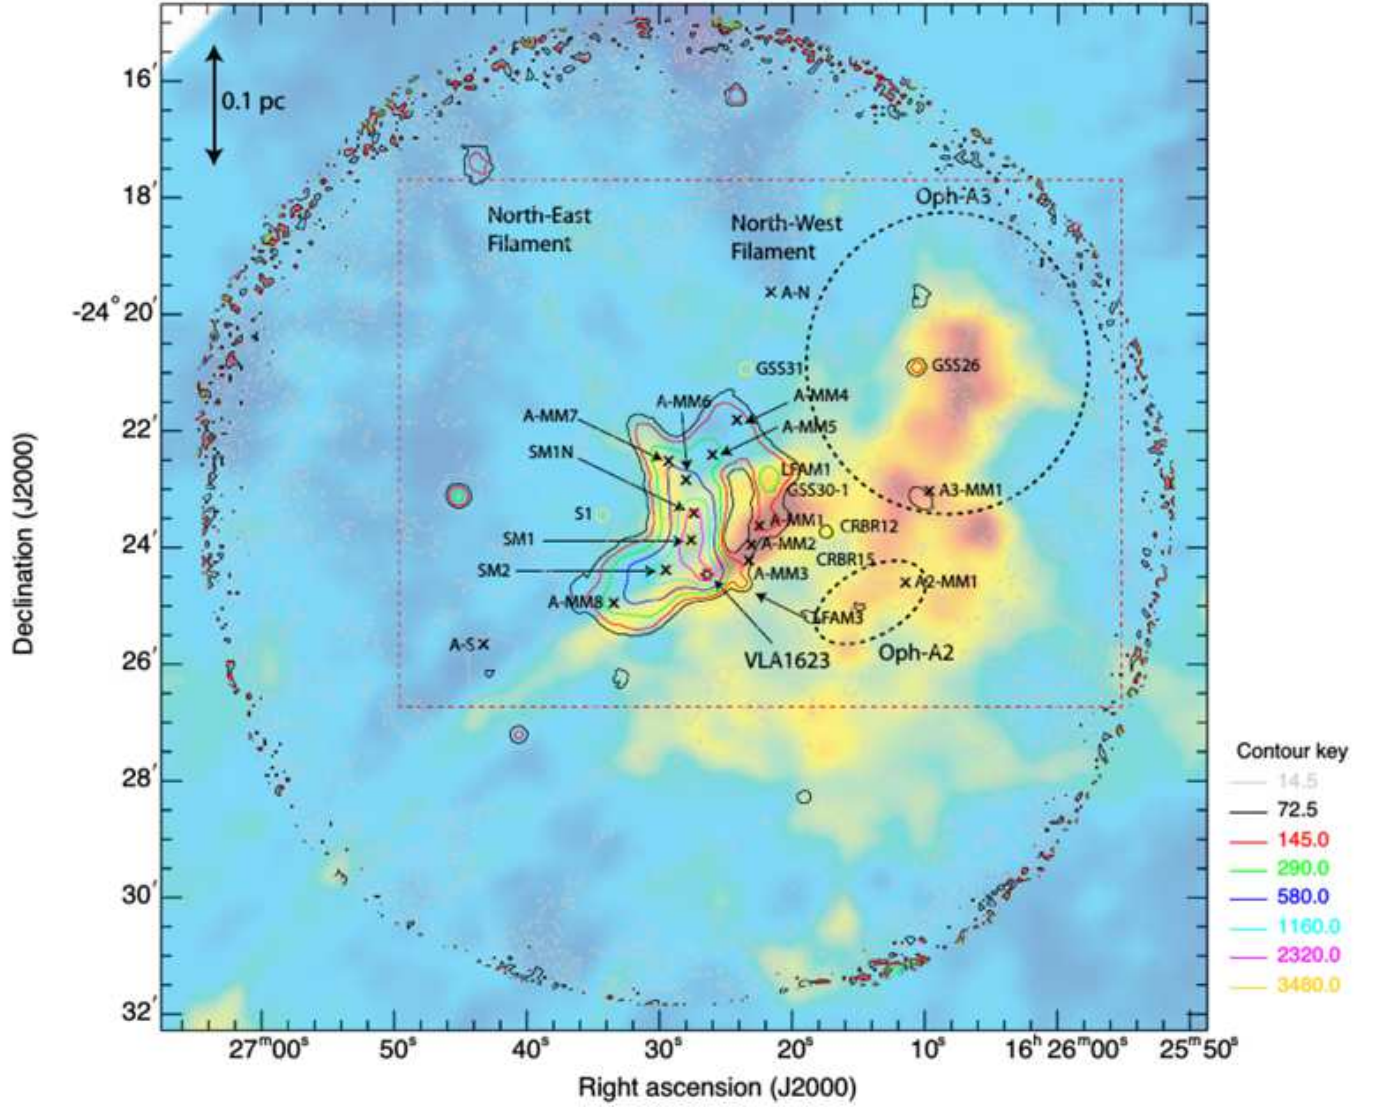 0.1 pc
16′
18′
-24° 20′
22′
24′
26′
28′
30′
32′
Declination (J2000)
North-East
Filament
North-West
Filament
Oph-A3
A-N
GSS31
GSS26
A-MM6
A-MM4
A-MM7
A-MM5
SM1N
LFAM1
GSS30-1
A3-MM1
S1
A-MM1
CRBR12
SM1
A-MM2
CRBR15
SM2
A-MM3
A2-MM1
A-MM8
LFAM3
A-S
VLA1623
Oph-A2
Contour key
14.5
72.5
145.0
290.0
580.0
1160.0
2320.0
3480.0
27ᵐ00ˢ 50ˢ 40ˢ 30ˢ 20ˢ 10ˢ 16ʰ 26ᵐ00ˢ 25ᵐ50ˢ
Right ascension (J2000)